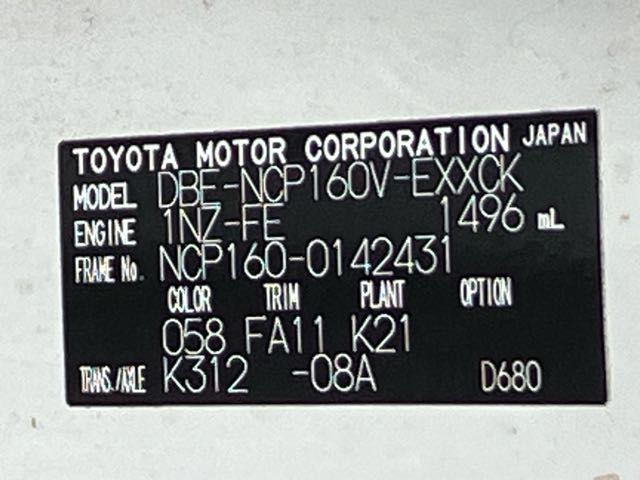 TOYOTA MOTOR CORPORATION JAPAN
MODEL DBE-NCP160V-EXXCK
ENGINE 1NZ-FE 1496 mL
FRAME No. NCP160-0142431
COLOR TRIM PLANT OPTION
058 FA11 K21
TRANS./AXLE K312 -08A D680